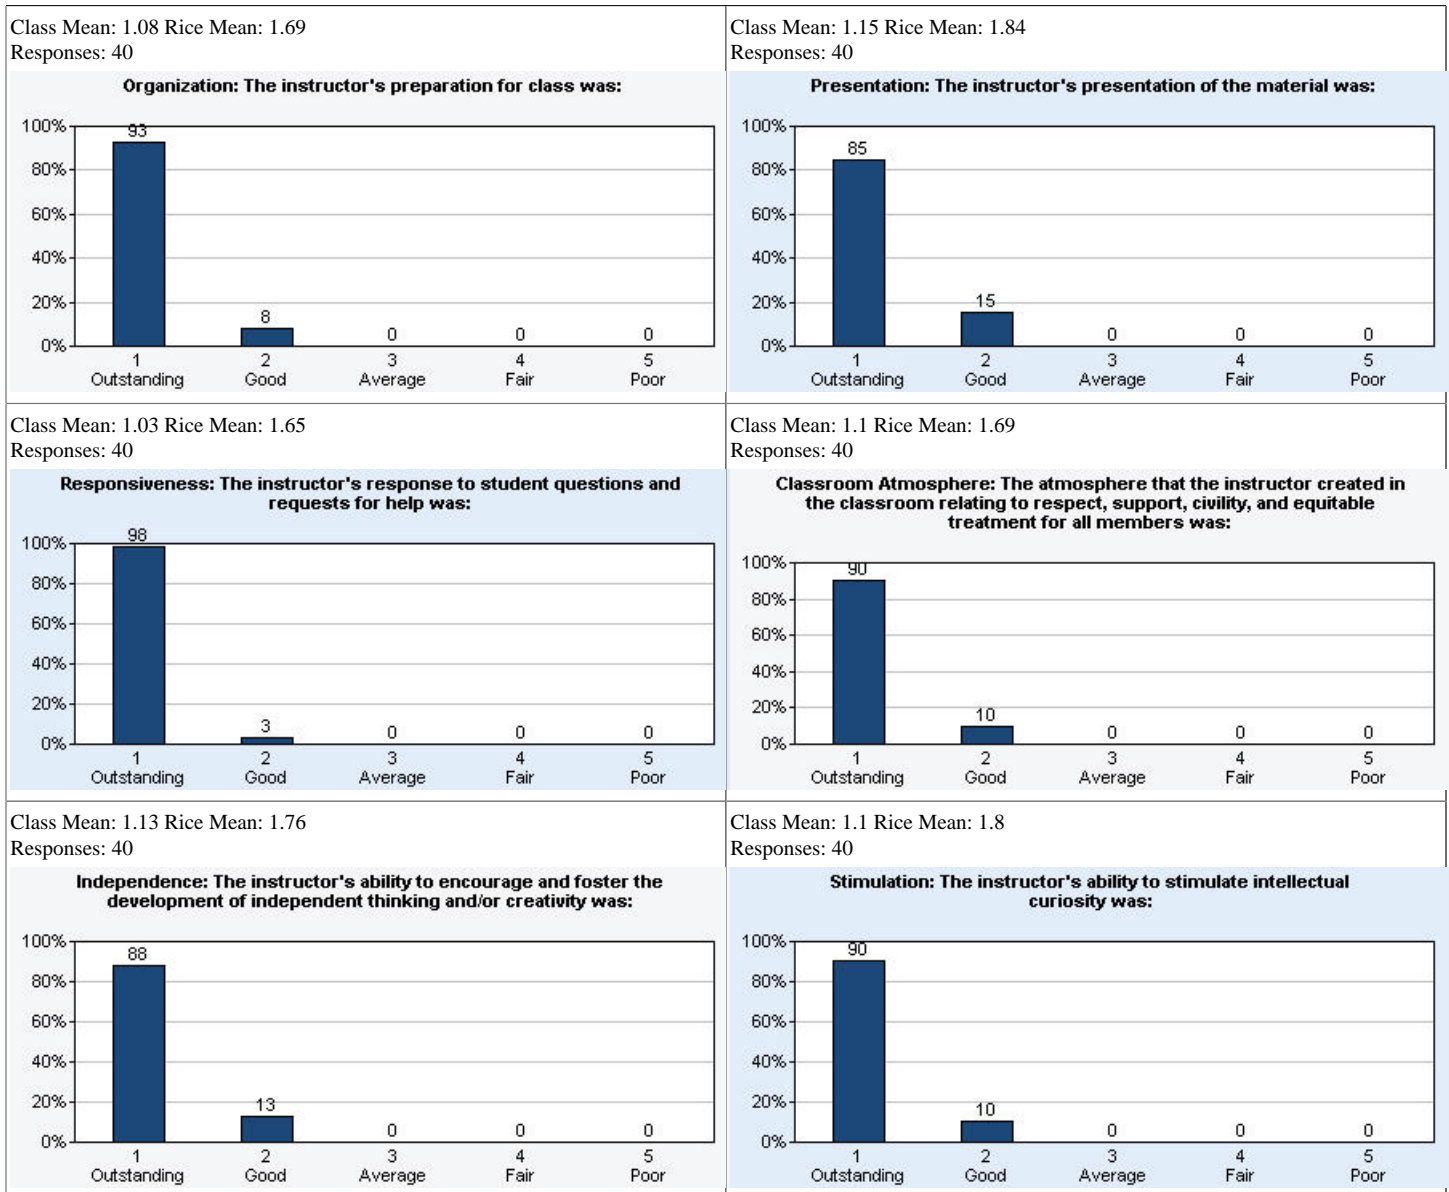 Class Mean: 1.08 Rice Mean: 1.69
Responses: 40
Organization: The instructor's preparation for class was:
100%
80%
60%
40%
20%
0%
93
8
0
0
0
1
2
3
4
5
Outstanding
Good
Average
Fair
Poor
Class Mean: 1.15 Rice Mean: 1.84
Responses: 40
Presentation: The instructor's presentation of the material was:
100%
80%
60%
40%
20%
0%
85
15
0
0
0
1
2
3
4
5
Outstanding
Good
Average
Fair
Poor
Class Mean: 1.03 Rice Mean: 1.65
Responses: 40
Responsiveness: The instructor's response to student questions and
requests for help was:
100%
80%
60%
40%
20%
0%
98
3
0
0
0
1
2
3
4
5
Outstanding
Good
Average
Fair
Poor
Class Mean: 1.1 Rice Mean: 1.69
Responses: 40
Classroom Atmosphere: The atmosphere that the instructor created in
the classroom relating to respect, support, civility, and equitable
treatment for all members was:
100%
80%
60%
40%
20%
0%
90
10
0
0
0
1
2
3
4
5
Outstanding
Good
Average
Fair
Poor
Class Mean: 1.13 Rice Mean: 1.76
Responses: 40
Independence: The instructor's ability to encourage and foster the
development of independent thinking and/or creativity was:
100%
80%
60%
40%
20%
0%
88
13
0
0
0
1
2
3
4
5
Outstanding
Good
Average
Fair
Poor
Class Mean: 1.1 Rice Mean: 1.8
Responses: 40
Stimulation: The instructor's ability to stimulate intellectual
curiosity was:
100%
80%
60%
40%
20%
0%
90
10
0
0
0
1
2
3
4
5
Outstanding
Good
Average
Fair
Poor